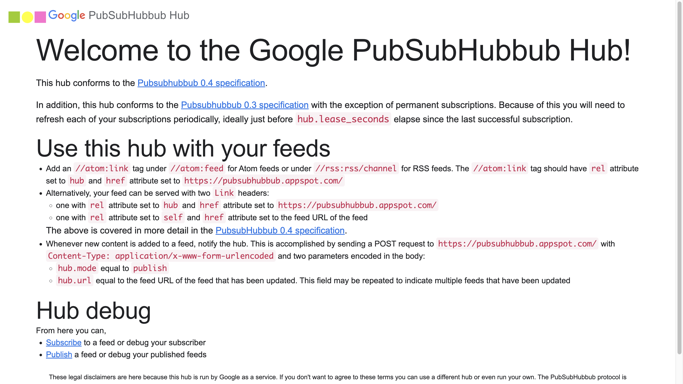 Google PubSubHubbub Hub
Welcome to the Google PubSubHubbub Hub!
This hub conforms to the Pubsubhubbub 0.4 specification.
In addition, this hub conforms to the Pubsubhubbub 0.3 specification with the exception of permanent subscriptions. Because of this you will need to
refresh each of your subscriptions periodically, ideally just before hub.lease_seconds elapse since the last successful subscription.
Use this hub with your feeds
Add an //atom:link tag under //atom:feed for Atom feeds or under //rss:rss/channel for RSS feeds. The //atom:link tag should have rel attribute
set to hub and href attribute set to https://pubsubhubbub.appspot.com/
Alternatively, your feed can be served with two Link headers:
one with rel attribute set to hub and href attribute set to https://pubsubhubbub.appspot.com/
one with rel attribute set to self and href attribute set to the feed URL of the feed
The above is covered in more detail in the PubSubHubbub 0.4 specification.
Whenever new content is added to a feed, notify the hub. This is accomplished by sending a POST request to https://pubsubhubbub.appspot.com/ with
Content-Type: application/x-www-form-urlencoded and two parameters encoded in the body:
hub.mode equal to publish
hub.url equal to the feed URL of the feed that has been updated. This field may be repeated to indicate multiple feeds that have been updated
Hub debug
From here you can,
Subscribe to a feed or debug your subscriber
Publish a feed or debug your published feeds
These legal disclaimers are here because this hub is run by Google as a service. If you don't want to agree to these terms you can use a different hub or even run your own. The PubSubHubbub protocol is